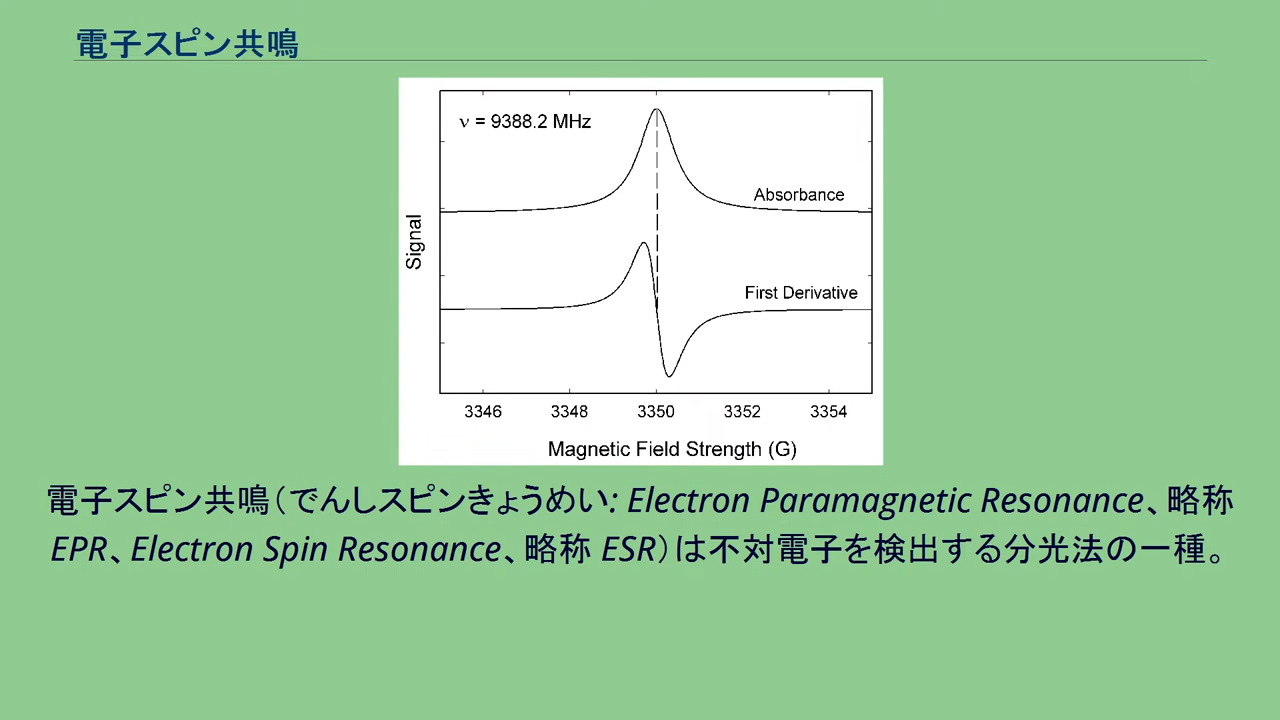 電子スピン共鳴
ν = 9388.2 MHz
Absorbance
Signal
First Derivative
3346 3348 3350 3352 3354
Magnetic Field Strength (G)
電子スピン共鳴（でんしスピンきょうめい: Electron Paramagnetic Resonance、略称
EPR、Electron Spin Resonance、略称 ESR）は不対電子を検出する分光法の一種。